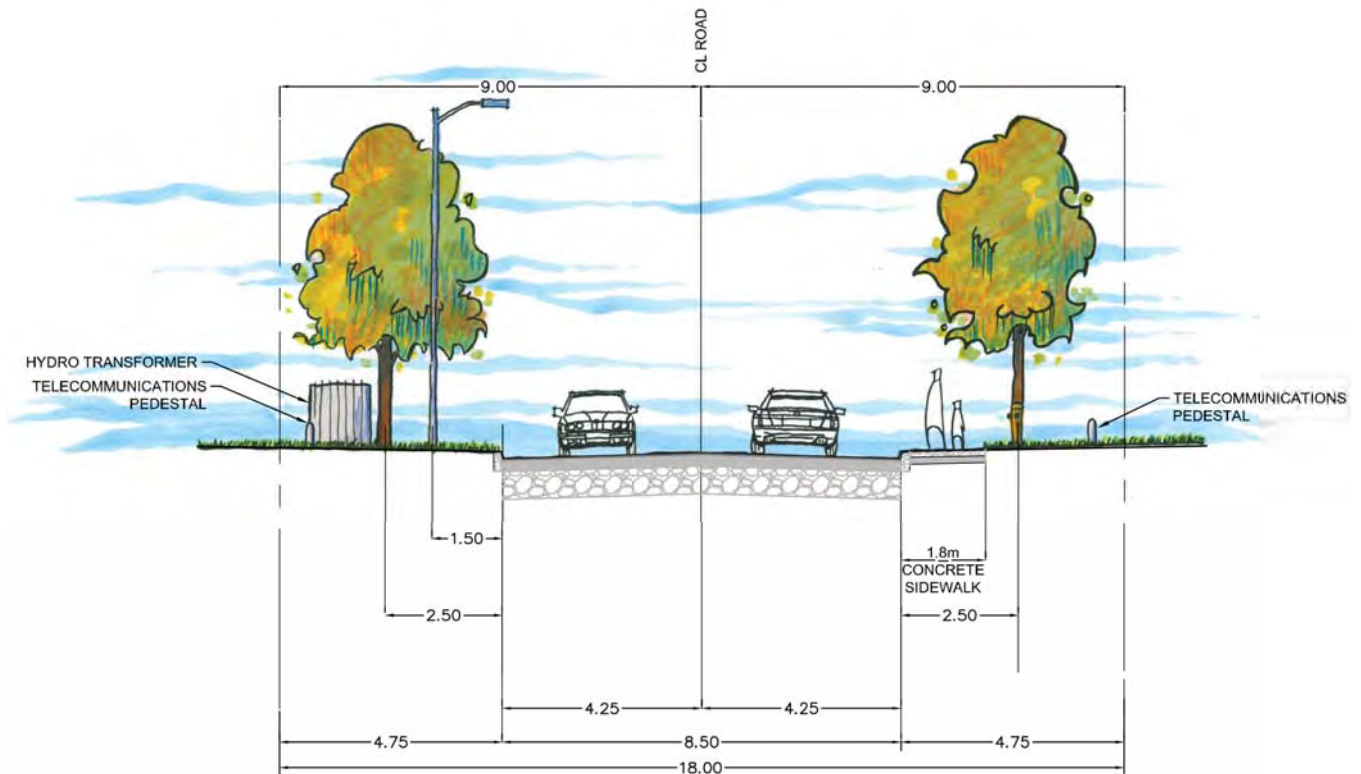 CL ROAD
9.00
9.00
HYDRO TRANSFORMER
TELECOMMUNICATIONS
PEDESTAL
TELECOMMUNICATIONS
PEDESTAL
1.50
1.8m
CONCRETE
SIDEWALK
2.50
2.50
4.25
4.25
4.75
8.50
4.75
18.00